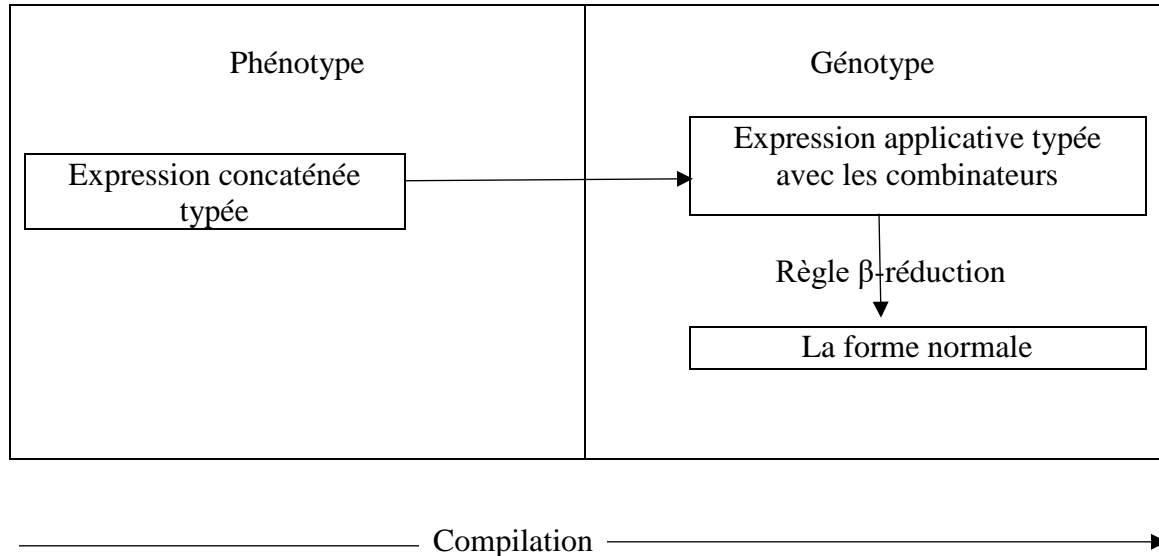 Phénotype
Génotype
Expression concaténée
typée
Expression applicative typée
avec les combinateurs
Règle β-réduction
La forme normale
Compilation